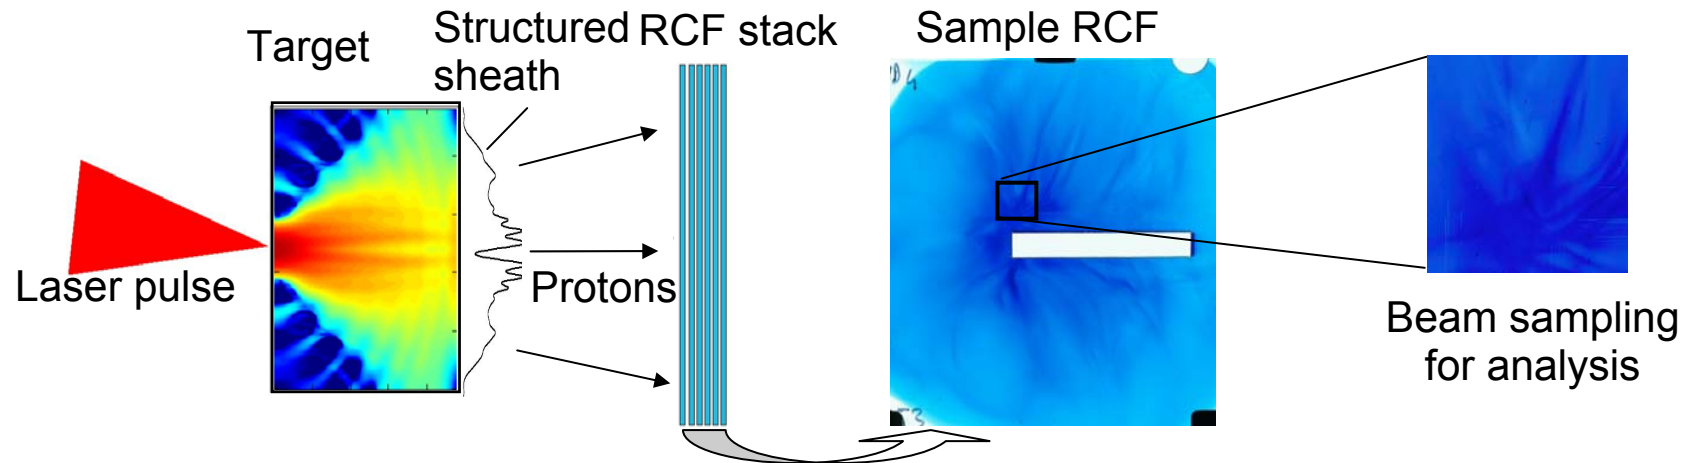 Target
Structured
sheath
RCF stack
Sample RCF
Laser pulse
Protons
Beam sampling
for analysis